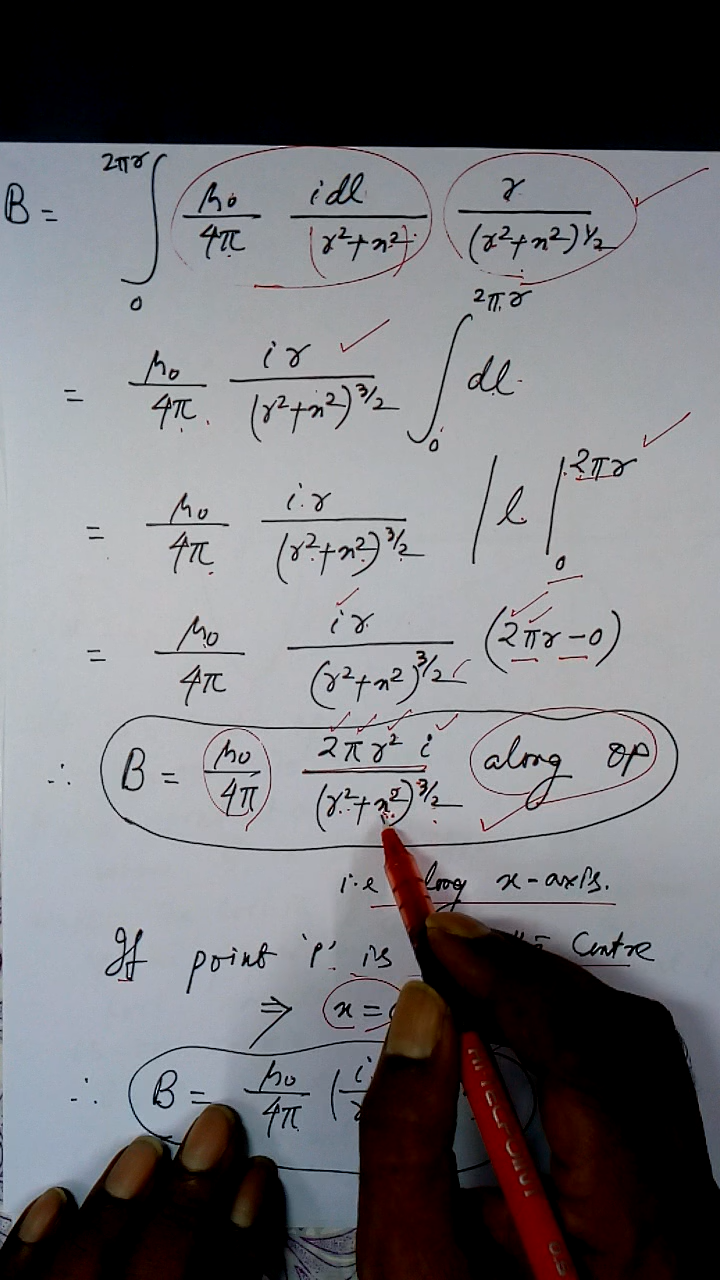 B = ∫₀^2πr μ₀/4π idl/(r²+x²) r/(r²+x²)^1/2
= μ₀/4π ir/(r²+x²)^3/2 ∫₀^2πr dl.
= μ₀/4π i.r/(r²+x²)^3/2 |l|₀^2πr
= μ₀/4π ir/(r²+x²)^3/2 (2πr-0)
∴ B = μ₀/4π 2πr²i/(r²+x²)^3/2 along OP
i.e x-axis.
If point 'P' is Centre
⇒ x =
∴ B = μ₀/4π (i